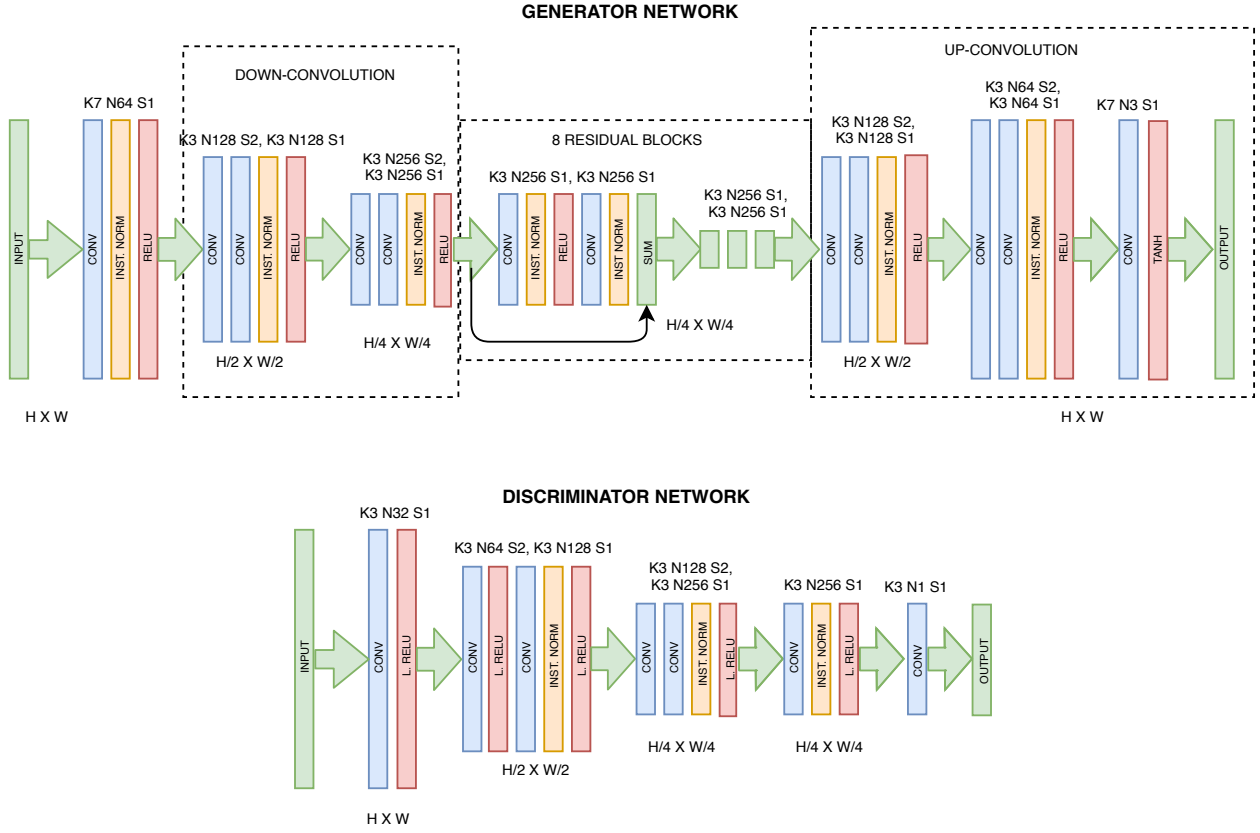 GENERATOR NETWORK
DOWN-CONVOLUTION
UP-CONVOLUTION
8 RESIDUAL BLOCKS
INPUT
K7 N64 S1
CONV
INST. NORM
RELU
K3 N128 S2, K3 N128 S1
CONV
CONV
INST. NORM
RELU
H/2 X W/2
K3 N256 S2,
K3 N256 S1
CONV
CONV
INST. NORM
RELU
H/4 X W/4
K3 N256 S1, K3 N256 S1
CONV
INST. NORM
RELU
CONV
INST NORM
SUM
H/4 X W/4
K3 N256 S1,
K3 N256 S1
K3 N128 S2,
K3 N128 S1
CONV
CONV
INST. NORM
RELU
H/2 X W/2
K3 N64 S2,
K3 N64 S1
CONV
CONV
INST. NORM
RELU
K7 N3 S1
CONV
TANH
OUTPUT
H X W
H X W
DISCRIMINATOR NETWORK
INPUT
K3 N32 S1
CONV
L. RELU
H X W
K3 N64 S2, K3 N128 S1
CONV
L. RELU
CONV
INST. NORM
L. RELU
H/2 X W/2
K3 N128 S2,
K3 N256 S1
CONV
CONV
INST. NORM
L. RELU
H/4 X W/4
K3 N256 S1
CONV
INST. NORM
L. RELU
H/4 X W/4
K3 N1 S1
CONV
OUTPUT